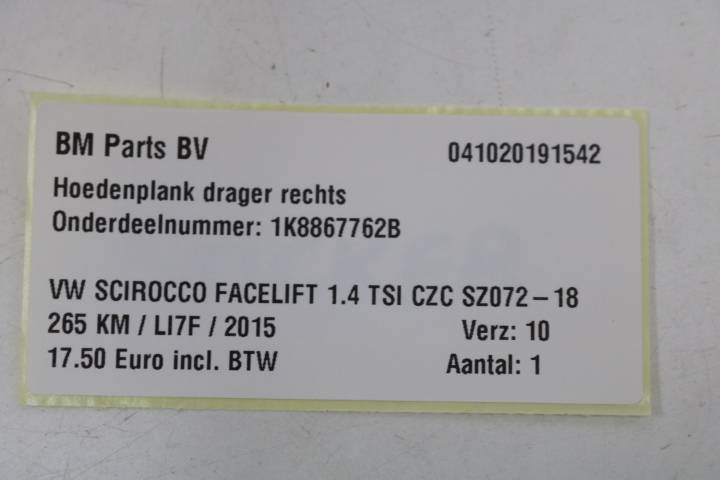 BM Parts BV 041020191542
Hoedenplank drager rechts
Onderdeelnummer: 1K8867762B
VW SCIROCCO FACELIFT 1.4 TSI CZC SZ072-18
265 KM / LI7F / 2015 Verz: 10
17.50 Euro incl. BTW Aantal: 1